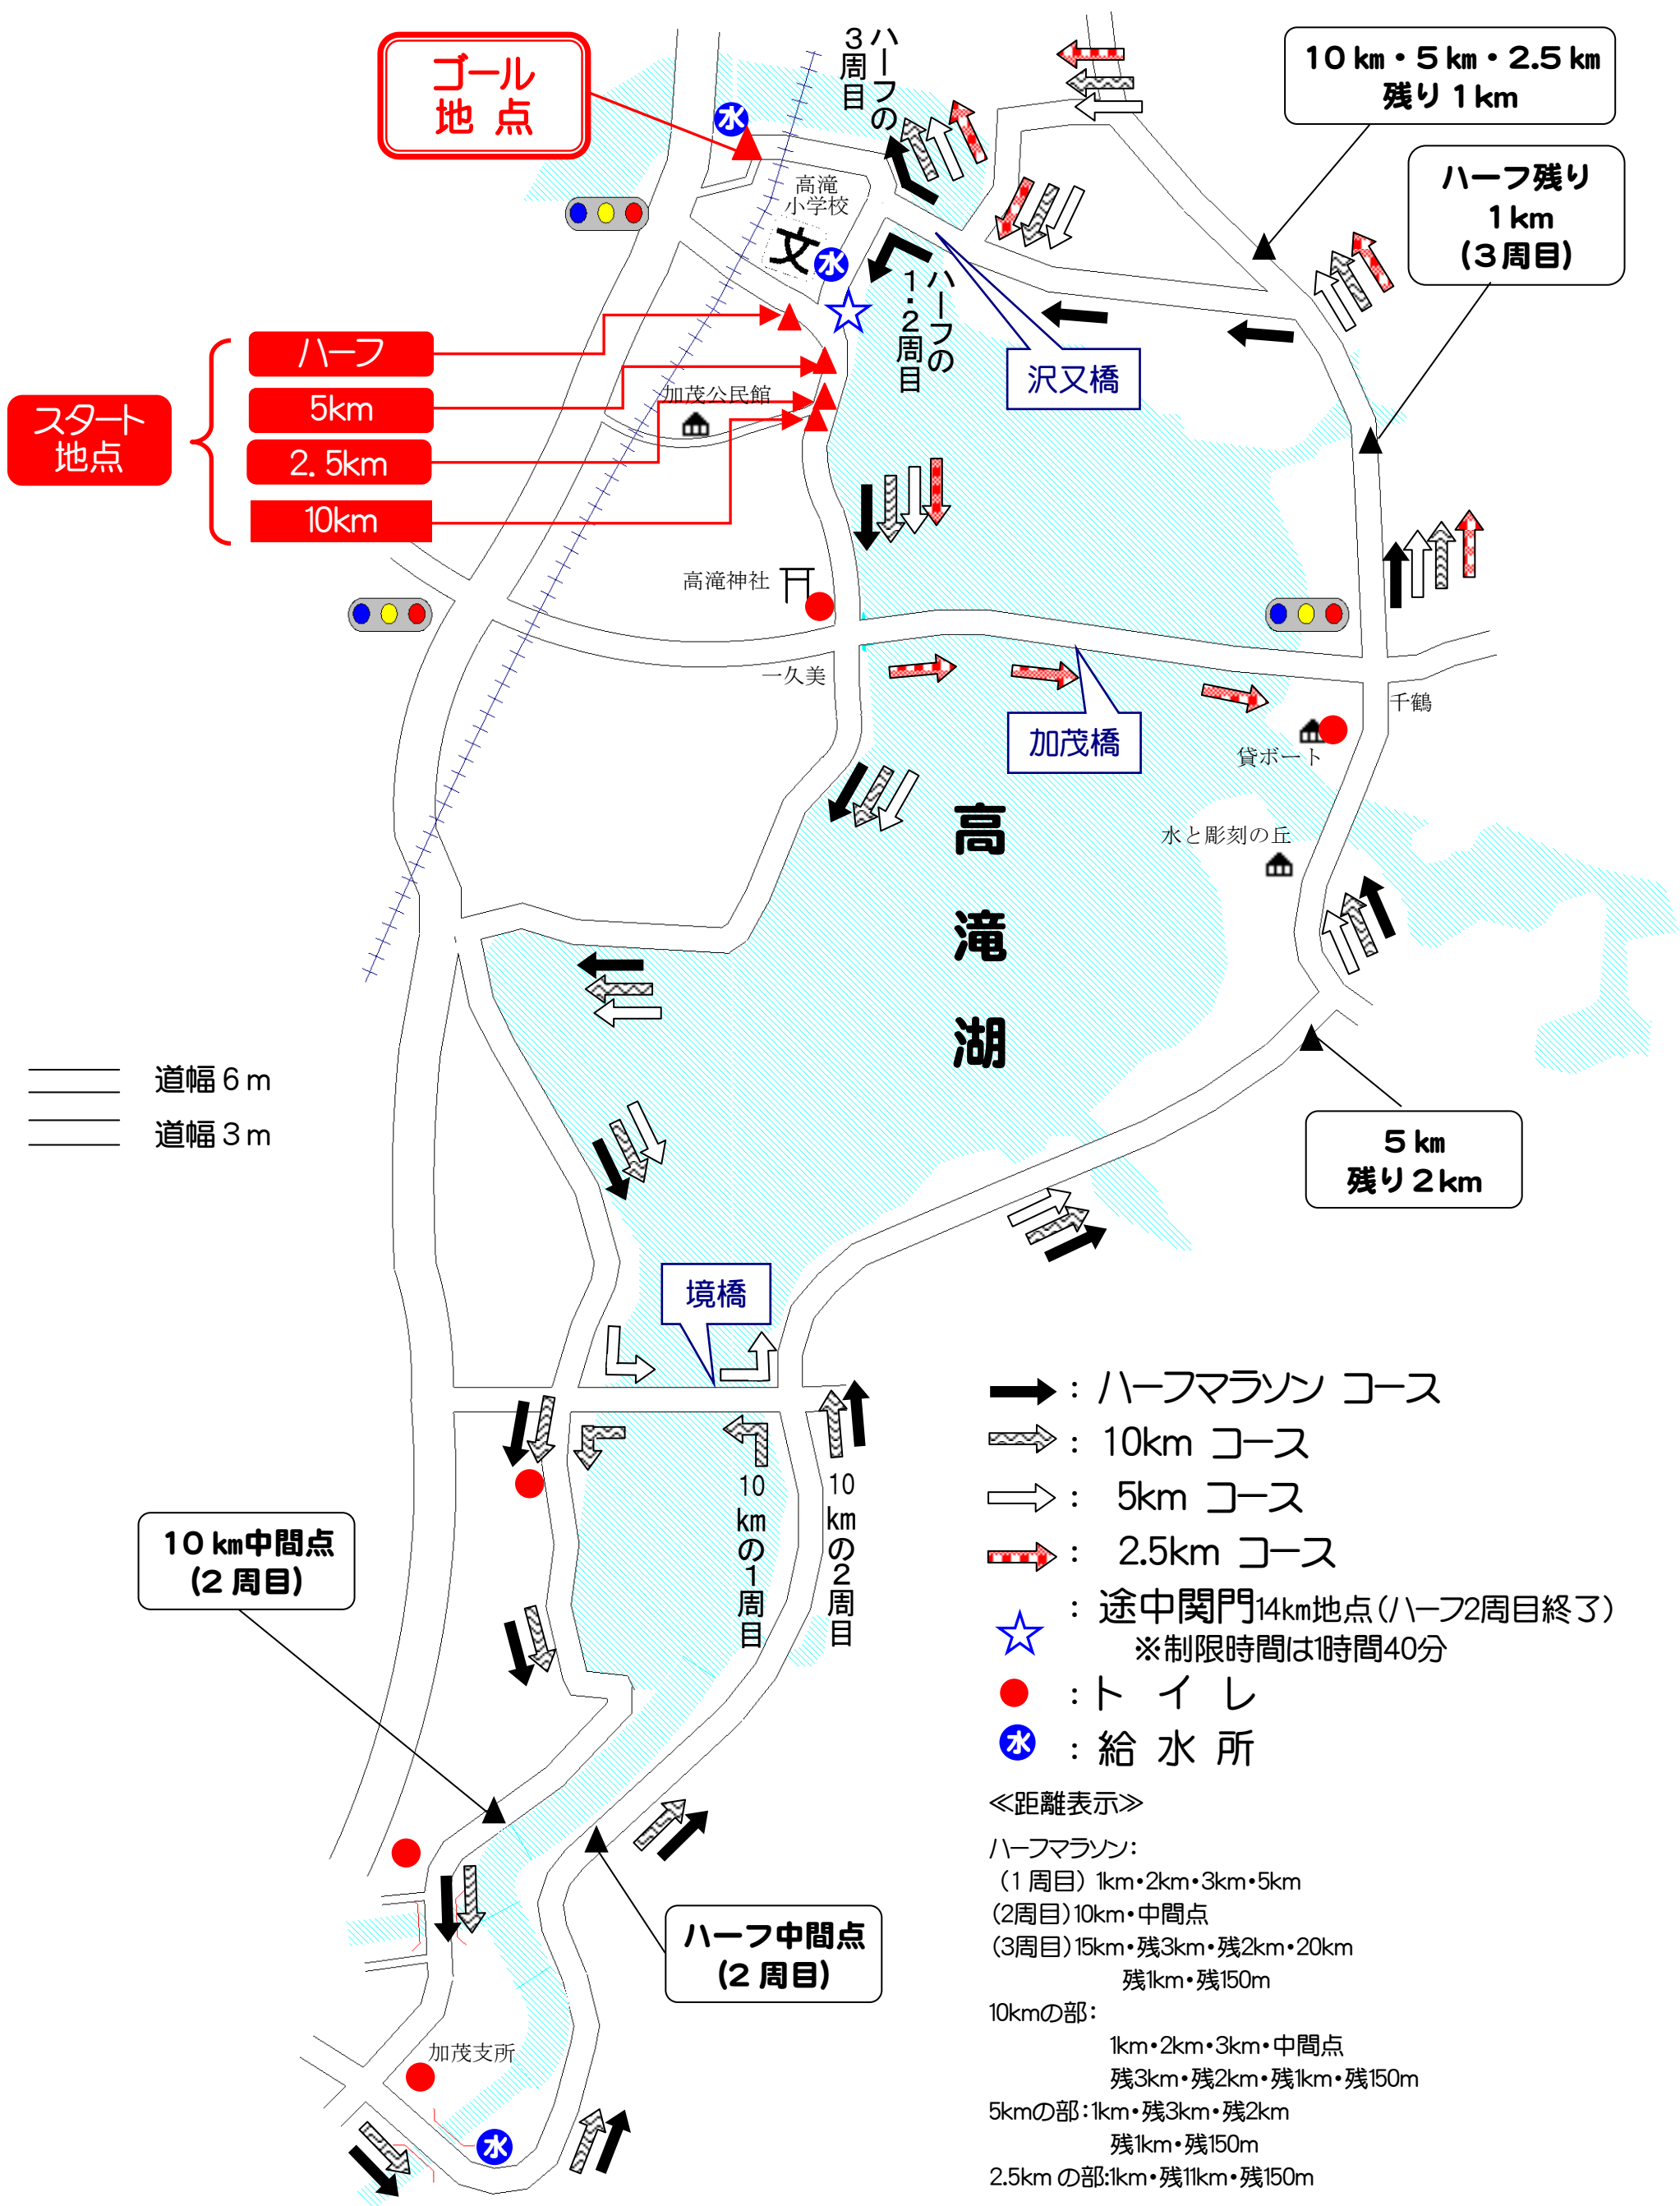 ゴール
地 点
水
ハーフの
3周目
10㎞・5㎞・2.5㎞
残り1km
ハーフ残り
1km
(3周目)
高滝
小学校
文
水
ハーフの
1・2周目
沢又橋
スタート
地点
ハーフ
5km
2.5km
10km
加茂公民館
高滝神社
一久美
加茂橋
千鶴
貸ボート
水と彫刻の丘
高滝湖
道幅6m
道幅3m
5㎞
残り2km
境橋
10㎞の1周目
10㎞の2周目
10㎞中間点
(2周目)
ハーフ中間点
(2周目)
加茂支所
水
:ハーフマラソン コース
:10km コース
:5km コース
:2.5km コース
:途中関門14km地点(ハーフ2周目終了)
※制限時間は1時間40分
:トイレ
水:給水所
≪距離表示≫
ハーフマラソン:
(1周目)1km・2km・3km・5km
(2周目)10km・中間点
(3周目)15km・残3km・残2km・20km
残1km・残150m
10kmの部:
1km・2km・3km・中間点
残3km・残2km・残1km・残150m
5kmの部:1km・残3km・残2km
残1km・残150m
2.5kmの部:1km・残11km・残150m